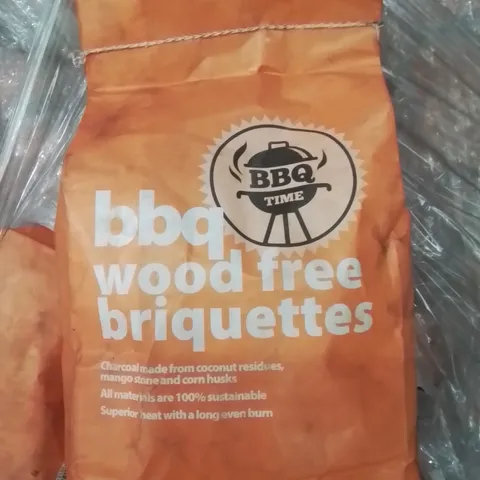 BBQ
TIME
bbq
wood free
briquettes
Charcoal made from coconut residues,
mango stone and corn husks
All materials are 100% sustainable
Superior heat with a long even burn